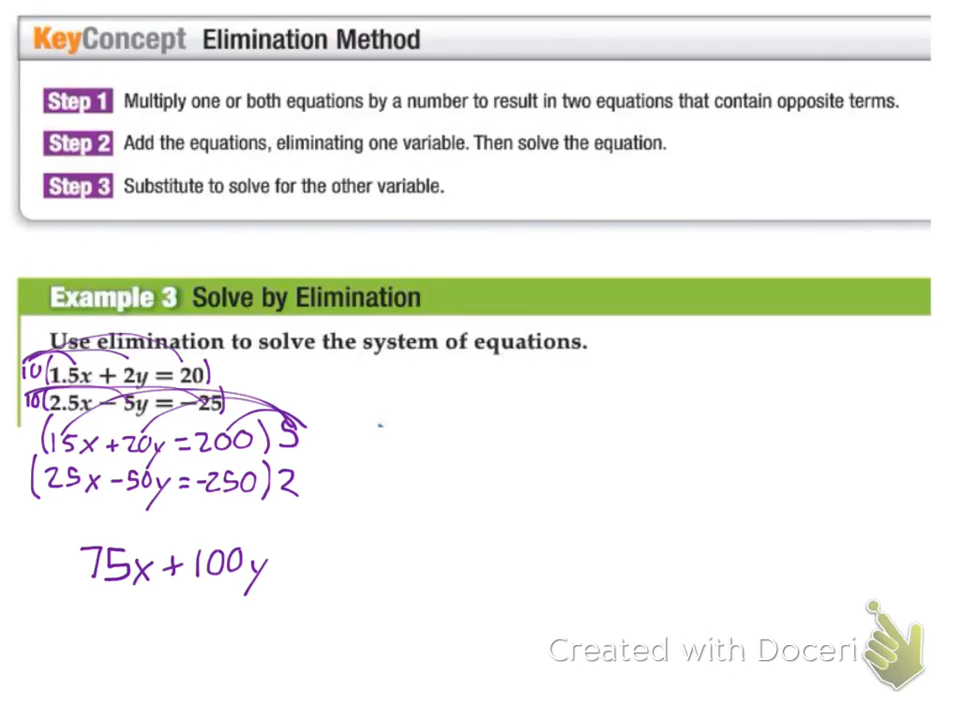 KeyConcept Elimination Method
Step 1 Multiply one or both equations by a number to result in two equations that contain opposite terms.
Step 2 Add the equations, eliminating one variable. Then solve the equation.
Step 3 Substitute to solve for the other variable.
Example 3 Solve by Elimination
Use elimination to solve the system of equations.
10(1.5x + 2y = 20)
10(2.5x − 5y = −25)
(15x + 20y = 200) 5
(25x - 50y = -250) 2
75x + 100y
Created with Doceri